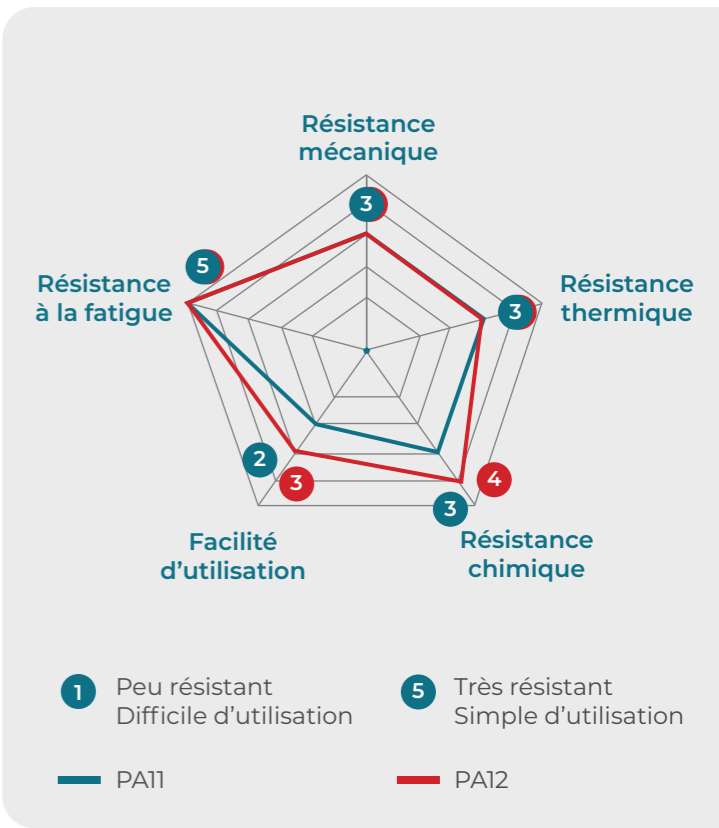 Résistance
mécanique
3
5
Résistance
à la fatigue
Résistance
thermique
3
2
3
4
3
Facilité
d'utilisation
Résistance
chimique
1
Peu résistant
Difficile d'utilisation
5
Très résistant
Simple d'utilisation
PA11
PA12